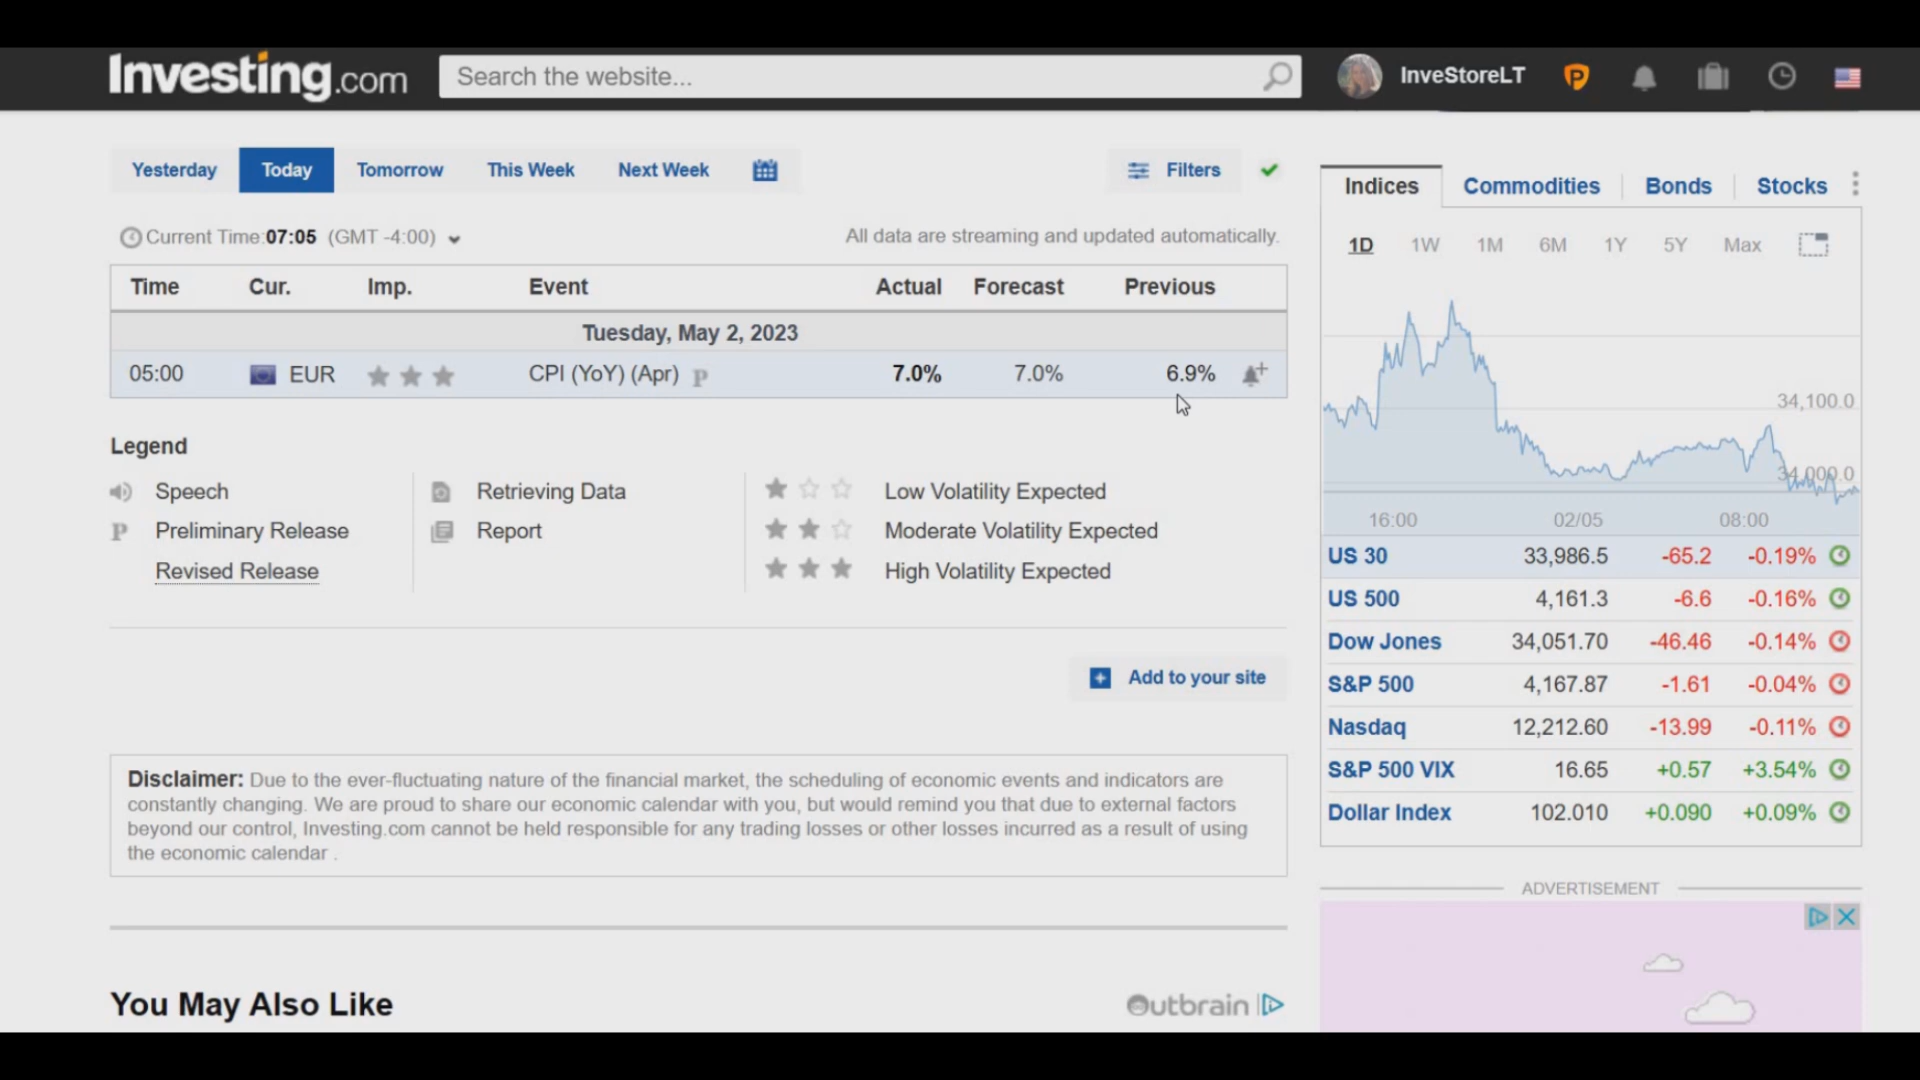 Investing.com
Search the website...
InveStoreLT
Yesterday
Today
Tomorrow
This Week
Next Week
Filters
Current Time:07:05 (GMT -4:00)
All data are streaming and updated automatically.
Time Cur. Imp. Event Actual Forecast Previous
Tuesday, May 2, 2023
05:00 EUR CPI (YoY) (Apr) P 7.0% 7.0% 6.9%
Legend
Speech
P Preliminary Release
Revised Release
Retrieving Data
Report
Low Volatility Expected
Moderate Volatility Expected
High Volatility Expected
Add to your site
Disclaimer: Due to the ever-fluctuating nature of the financial market, the scheduling of economic events and indicators are
constantly changing. We are proud to share our economic calendar with you, but would remind you that due to external factors
beyond our control, Investing.com cannot be held responsible for any trading losses or other losses incurred as a result of using
the economic calendar .
You May Also Like
Outbrain
Indices
Commodities
Bonds
Stocks
1D 1W 1M 6M 1Y 5Y Max
34,100.0
34,000.0
16:00 02/05 08:00
US 30 33,986.5 -65.2 -0.19%
US 500 4,161.3 -6.6 -0.16%
Dow Jones 34,051.70 -46.46 -0.14%
S&P 500 4,167.87 -1.61 -0.04%
Nasdaq 12,212.60 -13.99 -0.11%
S&P 500 VIX 16.65 +0.57 +3.54%
Dollar Index 102.010 +0.090 +0.09%
ADVERTISEMENT